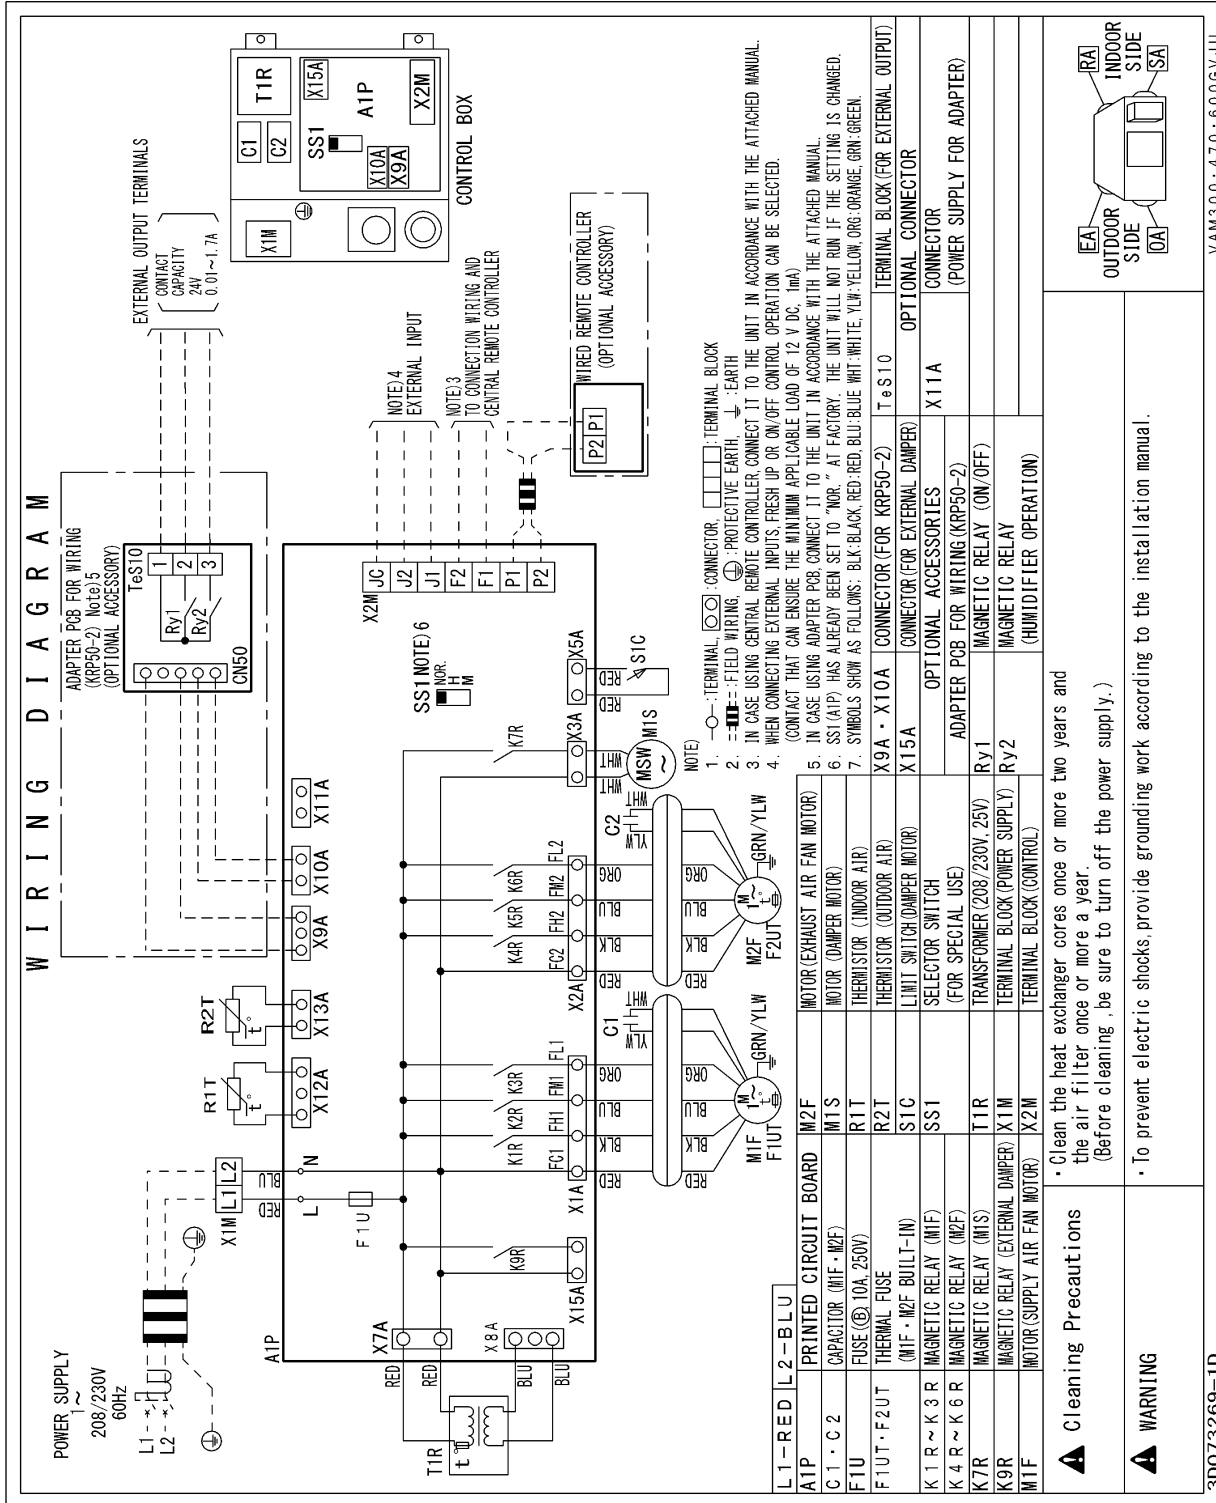 WIRING DIAGRAM
POWER SUPPLY
1~
208/230V
60Hz
L1
L2
X1M
L1 L2
RED
BLU
L
N
F1U
A1P
R1T
t°
X12A
R2T
t°
X13A
X9A
X10A
X11A
ADAPTER PCB FOR WIRING
(KRP50-2) Note)5
(OPTIONAL ACCESSORY)
TeS10
1
2
3
Ry1
Ry2
CN50
EXTERNAL OUTPUT TERMINALS
CONTACT
CAPACITY
24V
0.01~1.7A
C1
C2
T1R
X15A
SS1
A1P
X10A
X9A
X2M
X1M
CONTROL BOX
X7A
X8A
RED
RED
BLU
BLU
T1R
t°
K9R
X15A
K1R
K2R
K3R
FC1
FH1
FM1
FL1
X1A
RED
BLK
BLU
ORG
YLW
WHT
C1
RED
BLK
BLU
ORG
M1F
F1UT
M
1~
t°
GRN/YLW
K4R
K5R
K6R
FC2
FH2
FM2
FL2
X2A
RED
BLK
BLU
ORG
YLW
WHT
C2
RED
BLK
BLU
ORG
M2F
F2UT
M
1~
t°
GRN/YLW
K7R
X3A
WHT
WHT
MSW
~
M1S
X5A
RED
RED
S1C
SS1 NOTE)6
NOR.
H
M
X2M
JC
J2
J1
F2
F1
P1
P2
NOTE)4
EXTERNAL INPUT
NOTE)3
TO CONNECTION WIRING AND
CENTRAL REMOTE CONTROLLER
P2 P1
WIRED REMOTE CONTROLLER
(OPTIONAL ACCESSORY)
NOTE)
1. :TERMINAL, :CONNECTOR, :TERMINAL BLOCK
2. :FIELD WIRING, :PROTECTIVE EARTH, :EARTH
3. IN CASE USING CENTRAL REMOTE CONTROLLER, CONNECT IT TO THE UNIT IN ACCORDANCE WITH THE ATTACHED MANUAL.
4. WHEN CONNECTING EXTERNAL INPUTS, FRESH UP OR ON/OFF CONTROL OPERATION CAN BE SELECTED.
(CONTACT THAT CAN ENSURE THE MINIMUM APPLICABLE LOAD OF 12 V DC, 1mA)
5. IN CASE USING ADAPTER PCB, CONNECT IT TO THE UNIT IN ACCORDANCE WITH THE ATTACHED MANUAL.
6. SS1(A1P) HAS ALREADY BEEN SET TO "NOR." AT FACTORY. THE UNIT WILL NOT RUN IF THE SETTING IS CHANGED.
7. SYMBOLS SHOW AS FOLLOWS; BLK:BLACK, RED:RED, BLU:BLUE WHT:WHITE, YLW:YELLOW, ORG:ORANGE, GRN:GREEN.
L1-RED L2-BLU
A1P PRINTED CIRCUIT BOARD
C1・C2 CAPACITOR (M1F・M2F)
F1U FUSE(Ⓑ, 10A, 250V)
F1UT・F2UT THERMAL FUSE
(M1F・M2F BUILT-IN)
K1R~K3R MAGNETIC RELAY (M1F)
K4R~K6R MAGNETIC RELAY (M2F)
K7R MAGNETIC RELAY (M1S)
K9R MAGNETIC RELAY (EXTERNAL DAMPER)
M1F MOTOR(SUPPLY AIR FAN MOTOR)
M2F MOTOR(EXHAUST AIR FAN MOTOR)
M1S MOTOR (DAMPER MOTOR)
R1T THERMISTOR (INDOOR AIR)
R2T THERMISTOR (OUTDOOR AIR)
S1C LIMIT SWITCH(DAMPER MOTOR)
SS1 SELECTOR SWITCH
(FOR SPECIAL USE)
T1R TRANSFORMER(208/230V, 25V)
X1M TERMINAL BLOCK(POWER SUPPLY)
X2M TERMINAL BLOCK(CONTROL)
X9A・X10A CONNECTOR(FOR KRP50-2)
X15A CONNECTOR(FOR EXTERNAL DAMPER)
OPTIONAL ACCESSORIES
ADAPTER PCB FOR WIRING(KRP50-2)
Ry1 MAGNETIC RELAY (ON/OFF)
Ry2 MAGNETIC RELAY
(HUMIDIFIER OPERATION)
TeS10 TERMINAL BLOCK(FOR EXTERNAL OUTPUT)
OPTIONAL CONNECTOR
X11A CONNECTOR
(POWER SUPPLY FOR ADAPTER)
Cleaning Precautions
・Clean the heat exchanger cores once or more two years and
the air filter once or more a year.
(Before cleaning , be sure to turn off the power supply.)
WARNING
・To prevent electric shocks, provide grounding work according to the installation manual.
EA
OUTDOOR
SIDE
OA
RA
INDOOR
SIDE
SA
3D073269-1D
VAM300・470・600GVJU